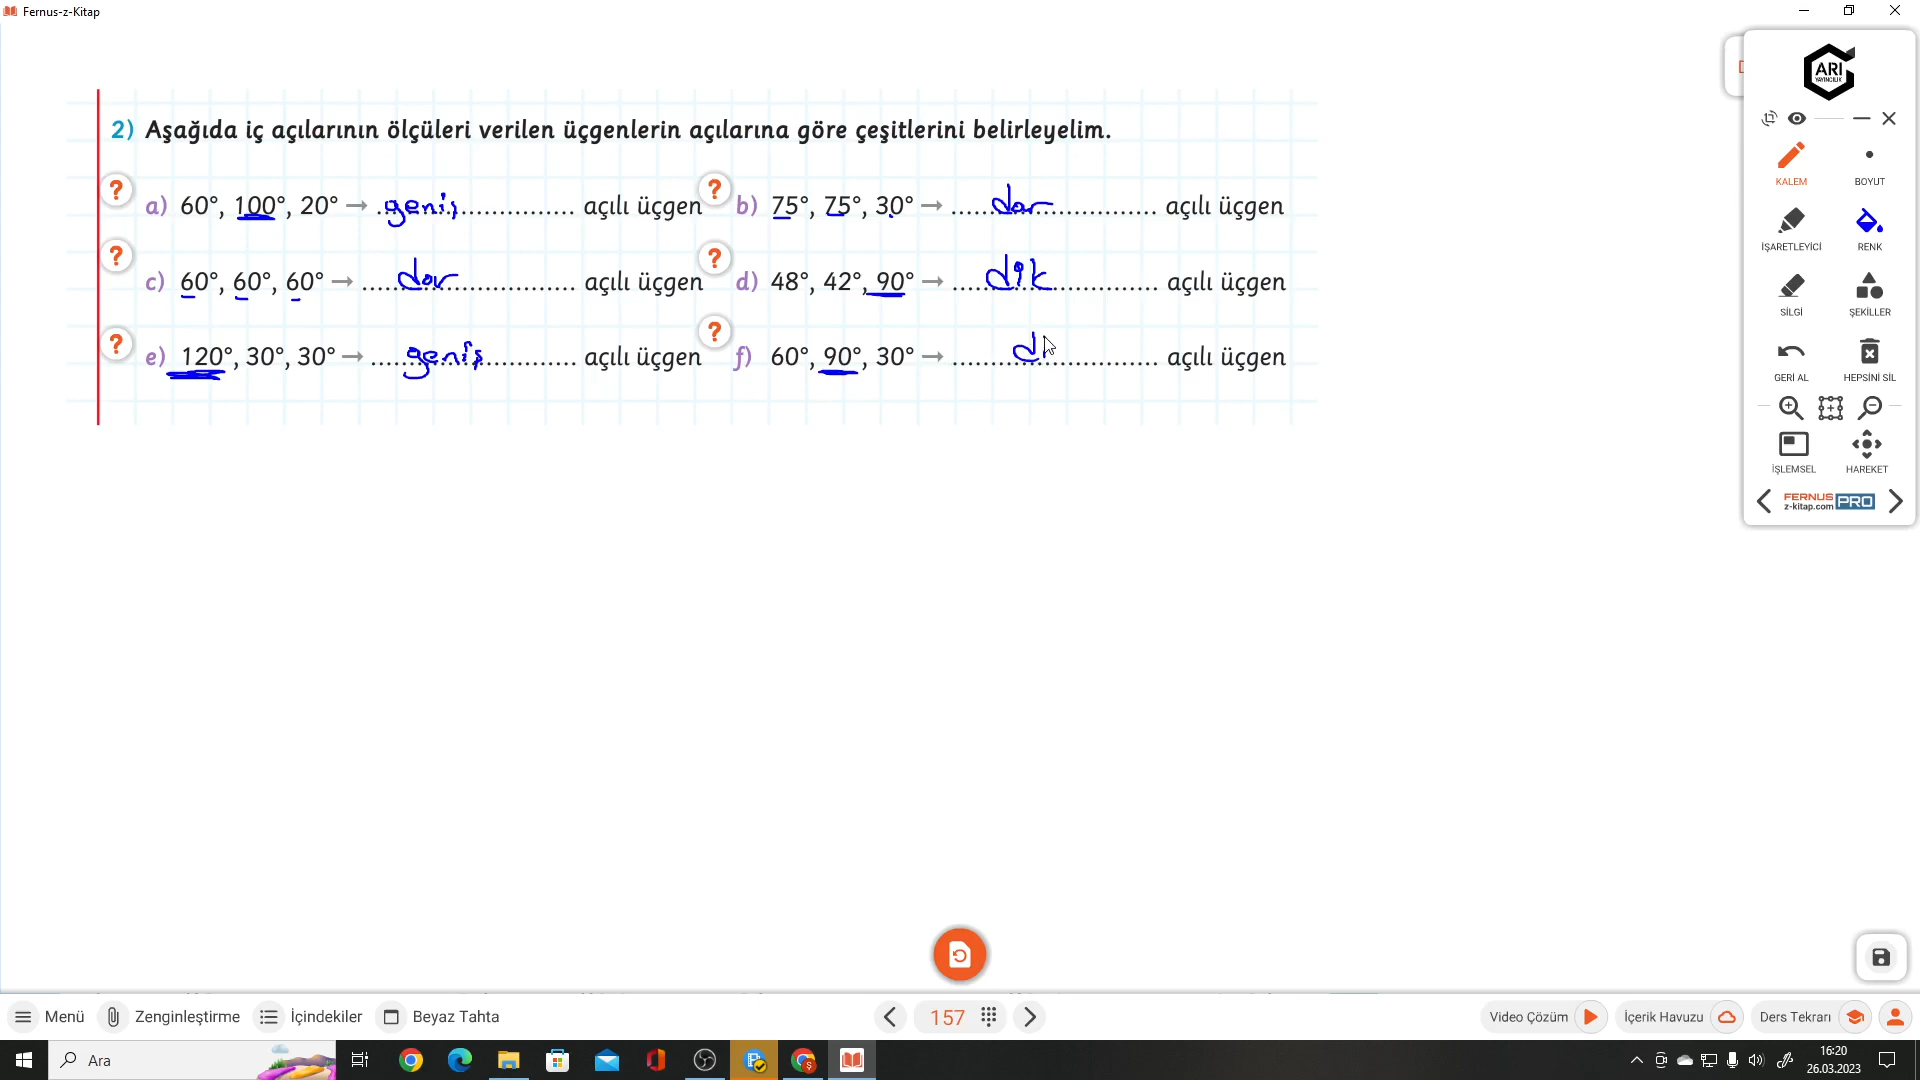 Fernus-z-Kitap
2) Aşağıda iç açılarının ölçüleri verilen üçgenlerin açılarına göre çeşitlerini belirleyelim.
? a) 60°, 100°, 20° → geniş açılı üçgen
? b) 75°, 75°, 30° → dar açılı üçgen
? c) 60°, 60°, 60° → dar açılı üçgen
? d) 48°, 42°, 90° → dik açılı üçgen
? e) 120°, 30°, 30° → geniş açılı üçgen
? f) 60°, 90°, 30° → di açılı üçgen
ARI
YAYINCILIK
KALEM BOYUT
İŞARETLEYİCİ RENK
SİLGİ ŞEKİLLER
GERİ AL HEPSİNİ SİL
İŞLEMSEL HAREKET
FERNUS PRO
z-kitap.com
Menü Zenginleştirme İçindekiler Beyaz Tahta 157 Video Çözüm İçerik Havuzu Ders Tekrarı
Ara
16:20
26.03.2023